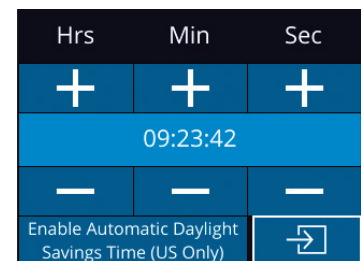 Hrs Min Sec
+ + +
09:23:42
— — —
Enable Automatic Daylight
Savings Time (US Only)